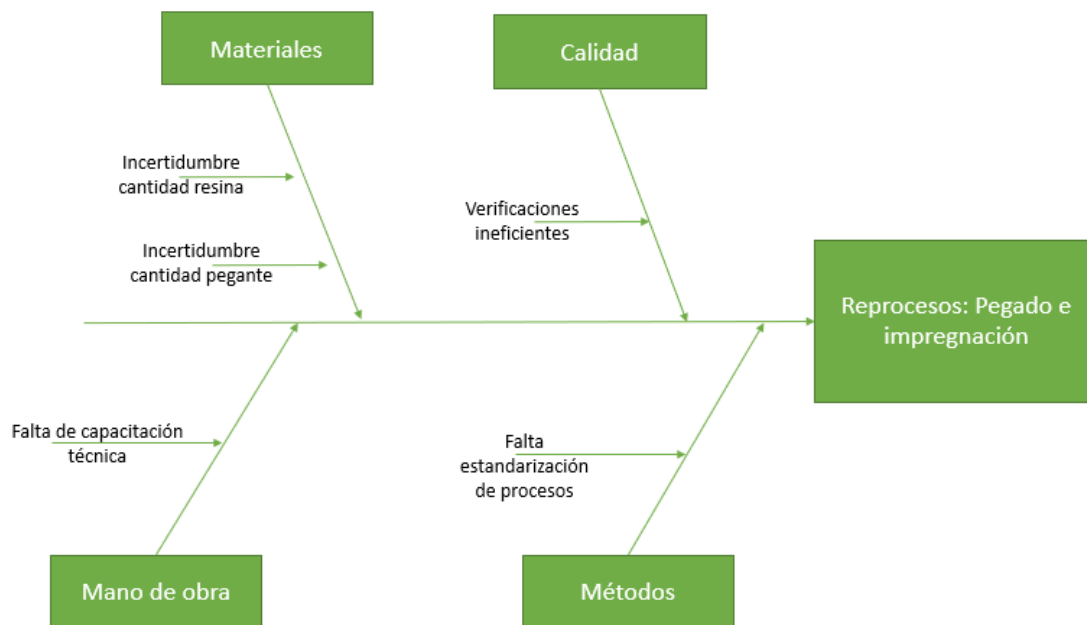 Materiales
Calidad
Incertidumbre
cantidad resina
Verificaciones
ineficientes
Incertidumbre
cantidad pegante
Reprocesos: Pegado e
impregnación
Falta de capacitación
técnica
Falta
estandarización
de procesos
Mano de obra
Métodos